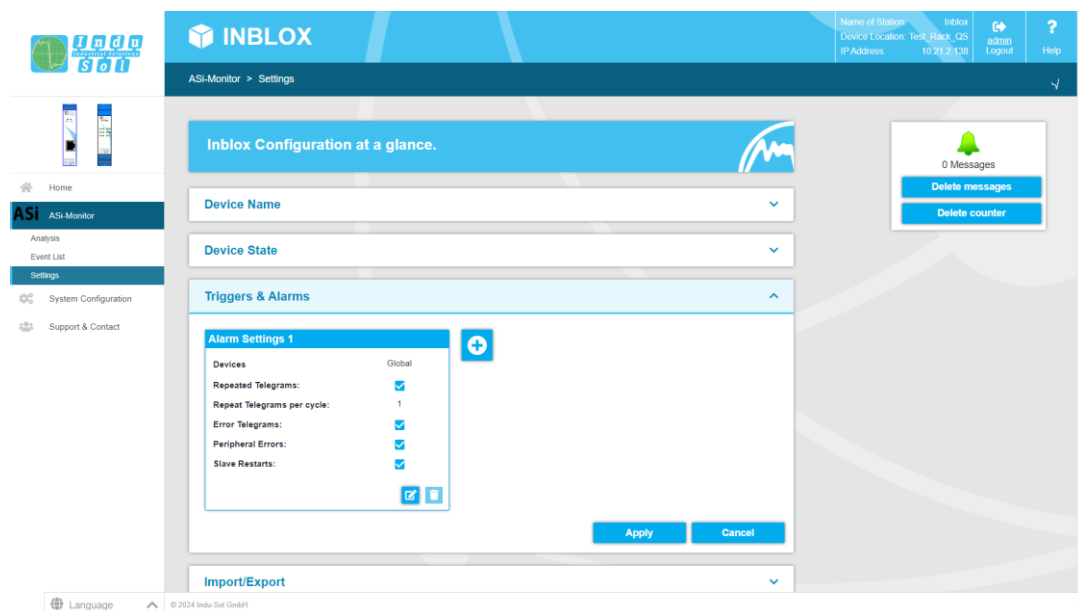 Indu
Industrial Solutions
Sol
INBLOX
Name of Station: Inblox
Device Location: Test_Rack_QS
IP Address: 10.21.2.138
admin
Logout
?
Help
ASi-Monitor > Settings
Home
ASi ASi-Monitor
Analysis
Event List
Settings
System Configuration
Support & Contact
Inblox Configuration at a glance.
Device Name
Device State
Triggers & Alarms
Alarm Settings 1
Devices Global
Repeated Telegrams:
Repeat Telegrams per cycle: 1
Error Telegrams:
Peripheral Errors:
Slave Restarts:
Apply Cancel
Import/Export
0 Messages
Delete messages
Delete counter
Language
© 2024 Indu-Sol GmbH